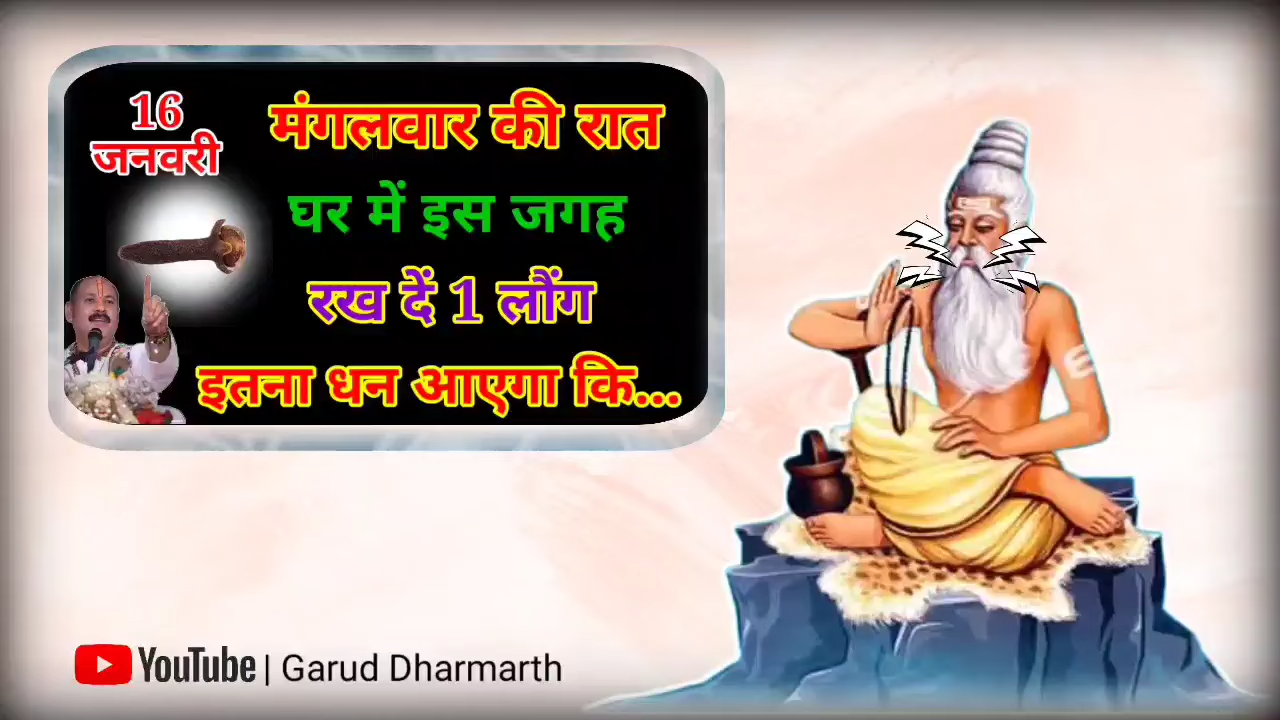 16
जनवरी
मंगलवार की रात
घर में इस जगह
रख दें 1 लौंग
इतना धन आएगा कि...
YouTube | Garud Dharmarth